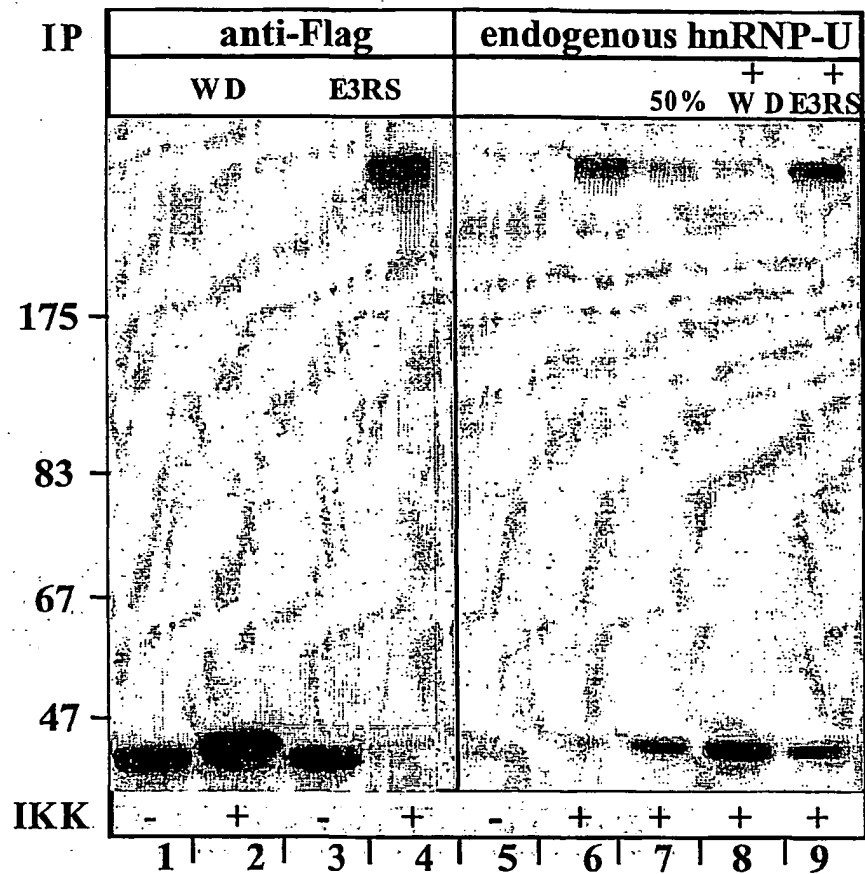 IP anti-Flag endogenous hnRNP-U
+ +
W D E3RS 50% W D E3RS
175
83
67
47
IKK - + - + - + + + +
1 2 3 4 5 6 7 8 9